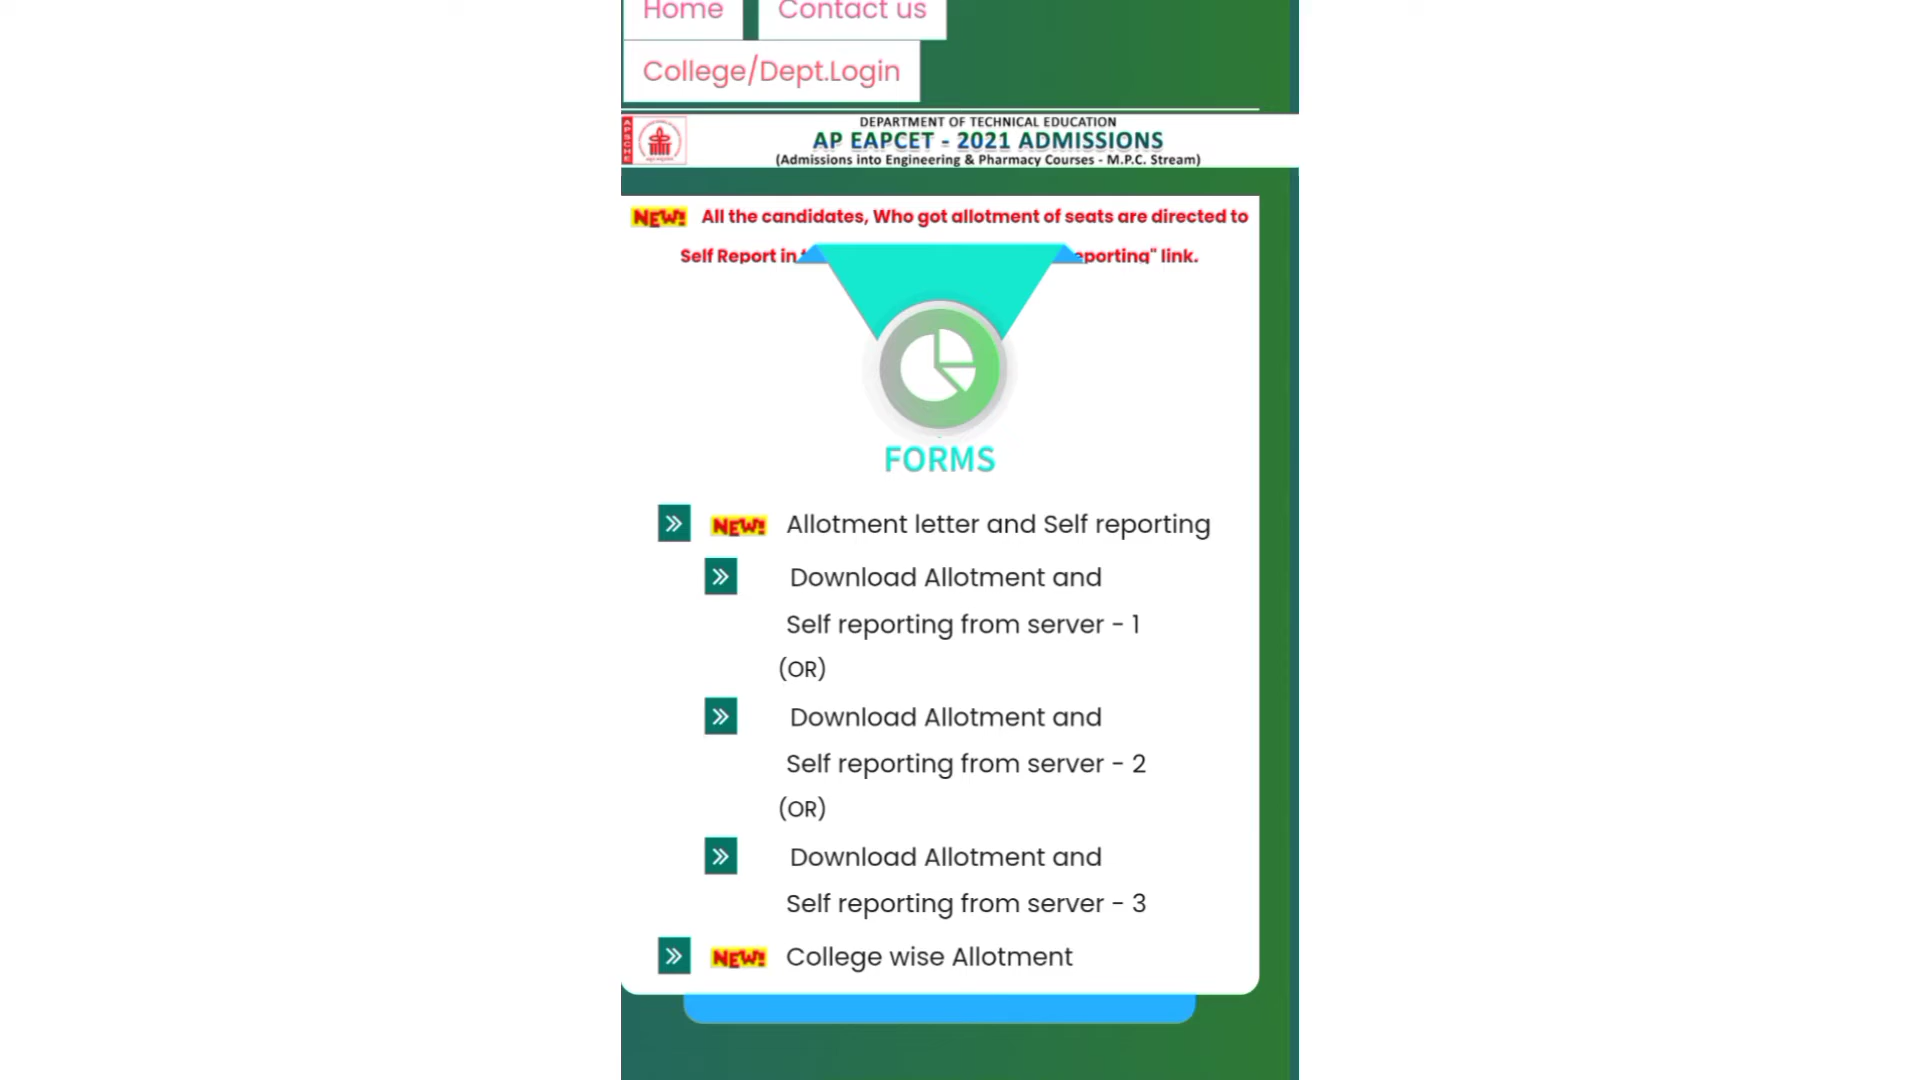 Home Contact us
College/Dept.Login
APSCHE
DEPARTMENT OF TECHNICAL EDUCATION
AP EAPCET - 2021 ADMISSIONS
(Admissions into Engineering & Pharmacy Courses - M.P.C. Stream)
NEW! All the candidates, Who got allotment of seats are directed to
Self Report in eporting" link.
FORMS
NEW! Allotment letter and Self reporting
Download Allotment and
Self reporting from server - 1
(OR)
Download Allotment and
Self reporting from server - 2
(OR)
Download Allotment and
Self reporting from server - 3
NEW! College wise Allotment